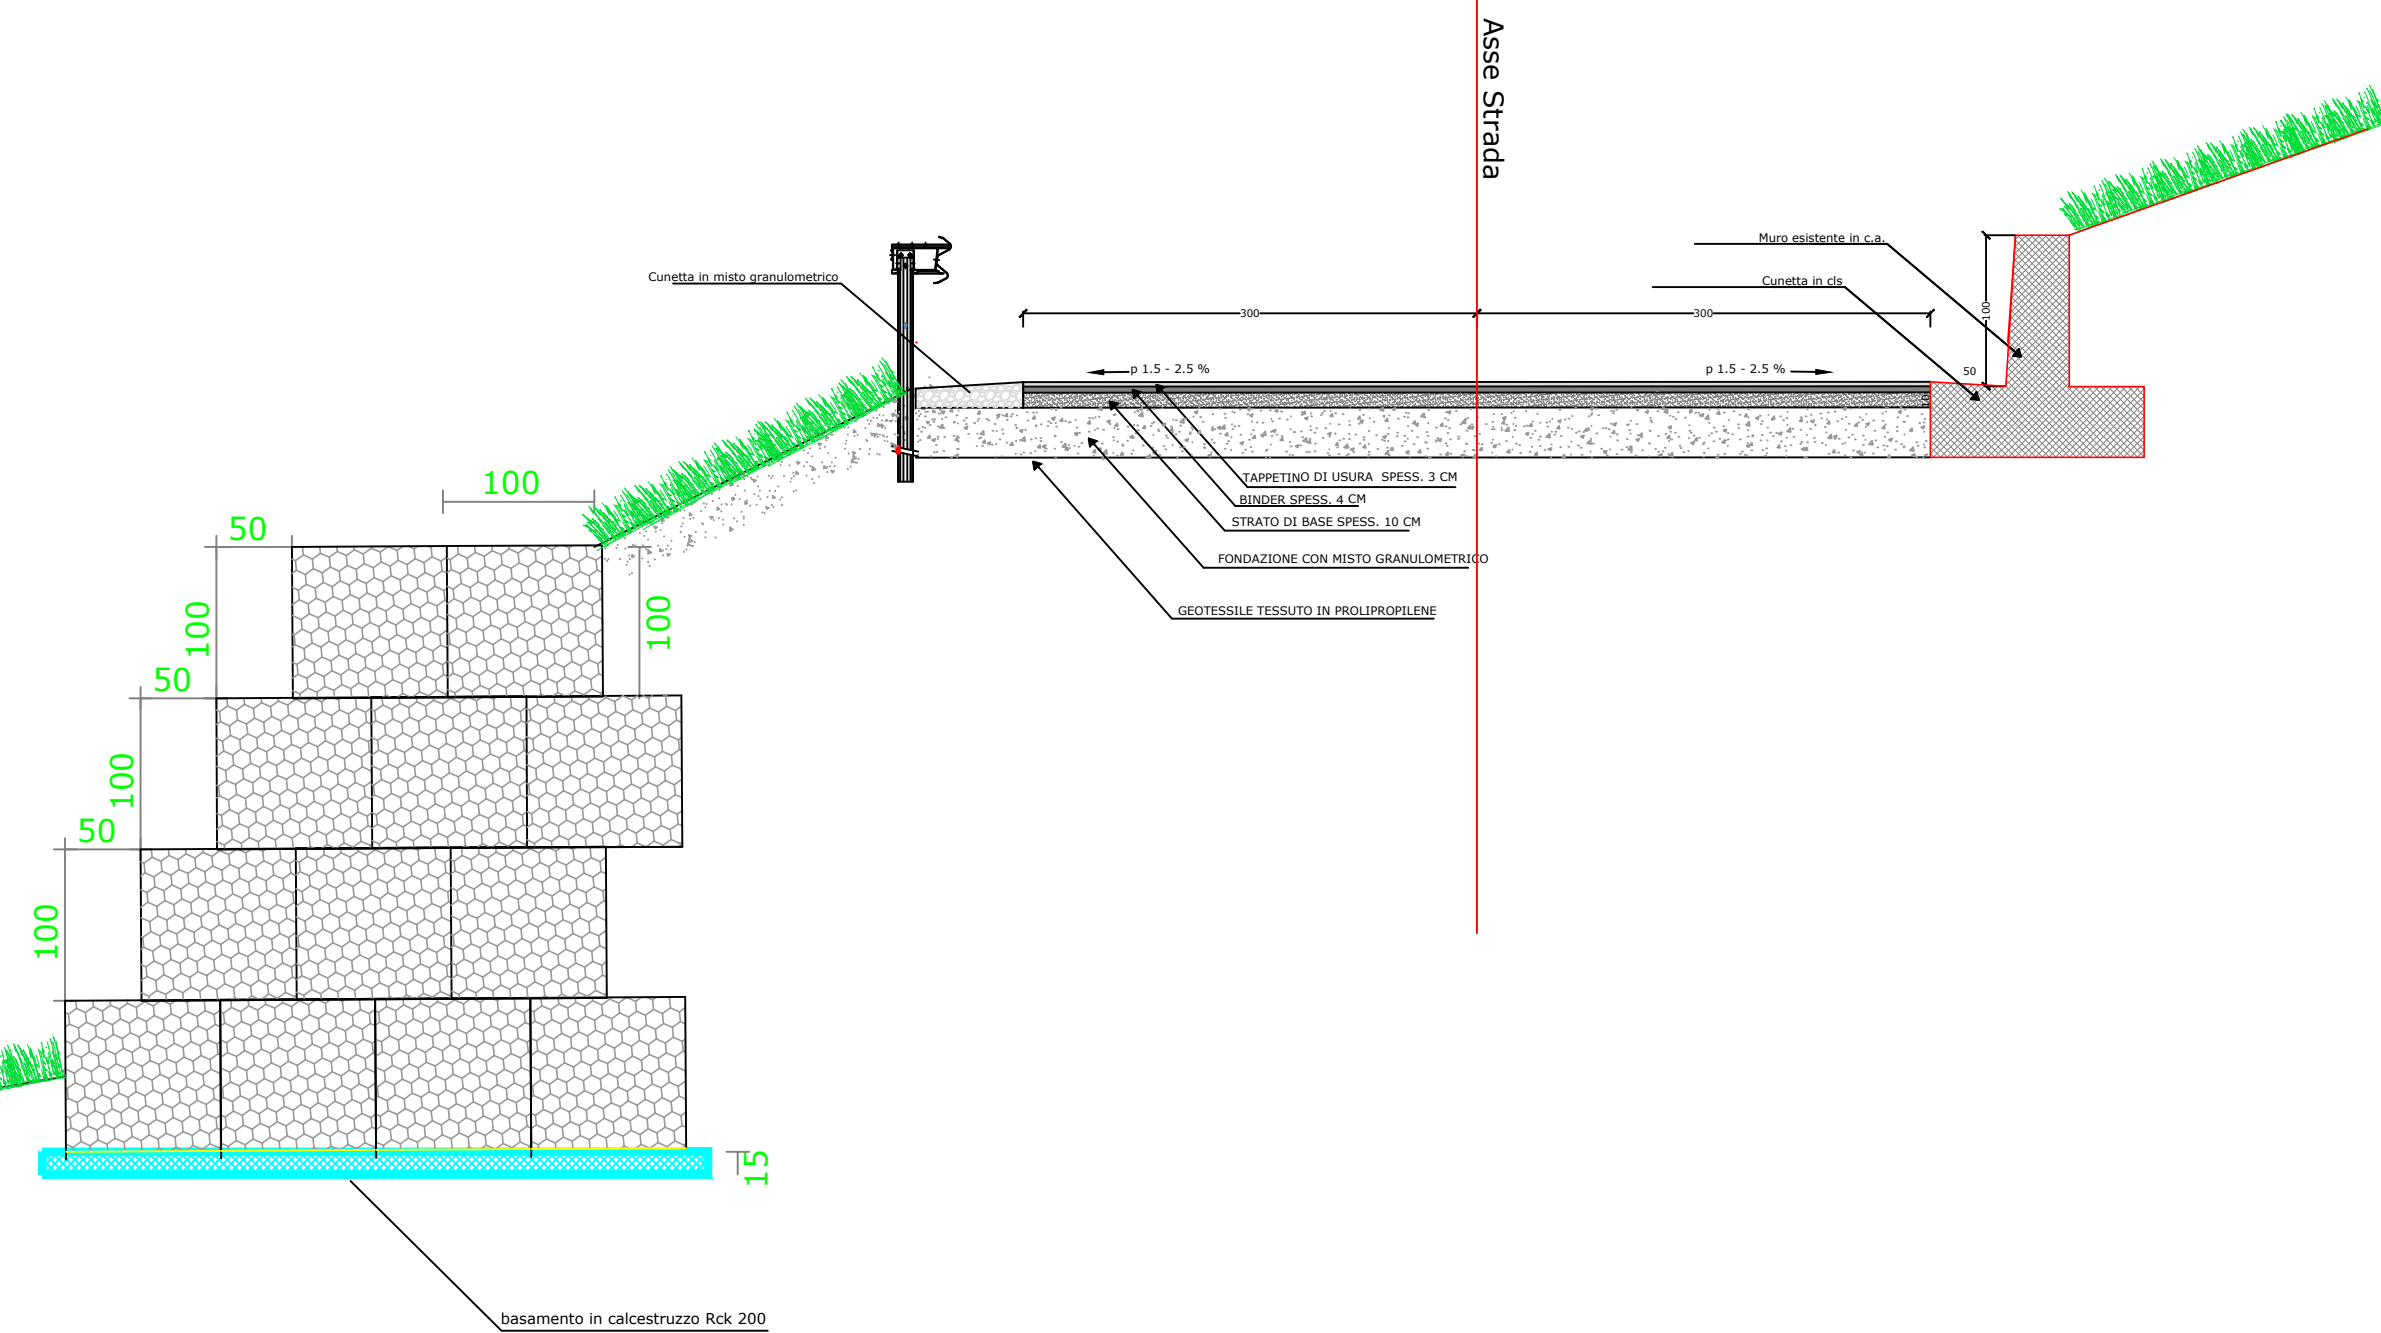 Asse Strada
Muro esistente in c.a.
Cunetta in misto granulometrico
Cunetta in cls
300
300
100
p 1.5 - 2.5 %
p 1.5 - 2.5 %
50
TAPPETINO DI USURA SPESS. 3 CM
BINDER SPESS. 4 CM
STRATO DI BASE SPESS. 10 CM
FONDAZIONE CON MISTO GRANULOMETRICO
GEOTESSILE TESSUTO IN PROLIPROPILENE
100
50
100
100
50
100
50
100
15
basamento in calcestruzzo Rck 200